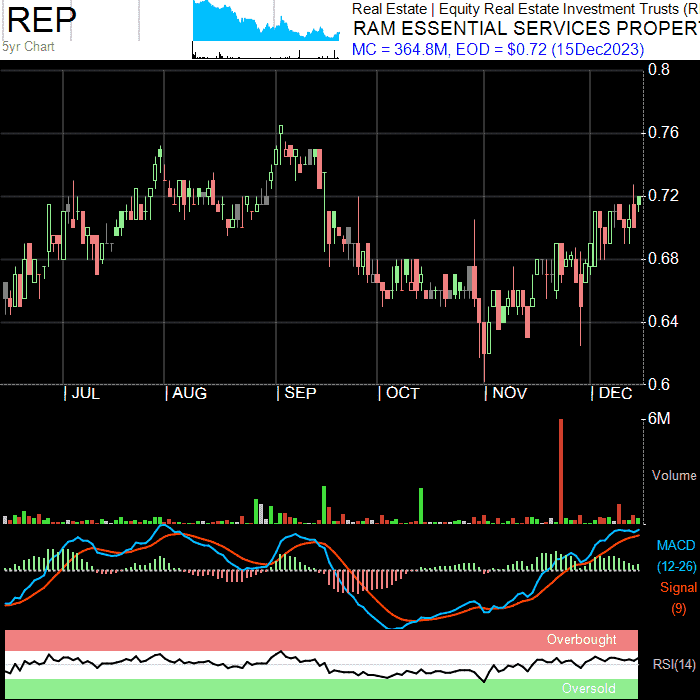 REP
5yr Chart
Real Estate | Equity Real Estate Investment Trusts (R
RAM ESSENTIAL SERVICES PROPER
MC = 364.8M, EOD = $0.72 (15Dec2023)
0.8
0.76
0.72
0.68
0.64
0.6
| JUL | AUG | SEP | OCT | NOV | DEC
6M
Volume
MACD
(12-26)
Signal
(9)
Overbought
RSI(14)
Oversold